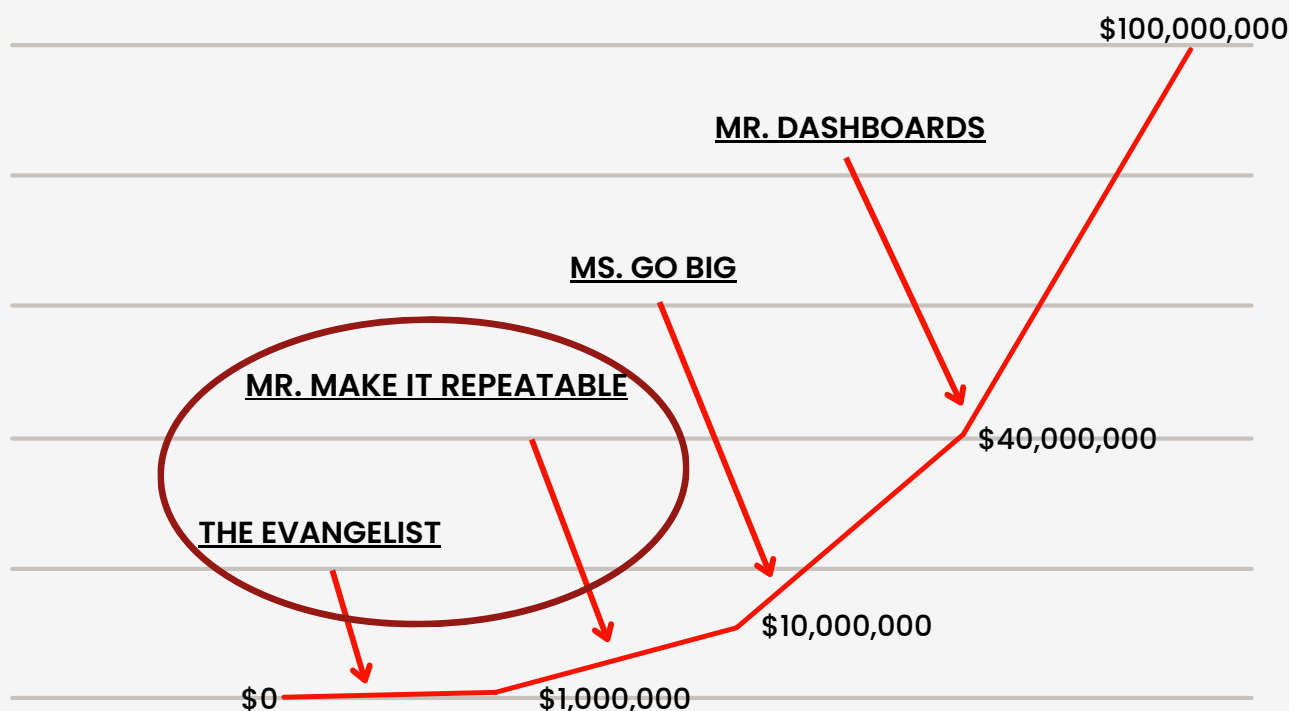 $100,000,000
MR. DASHBOARDS
MS. GO BIG
MR. MAKE IT REPEATABLE
$40,000,000
THE EVANGELIST
$10,000,000
$0
$1,000,000